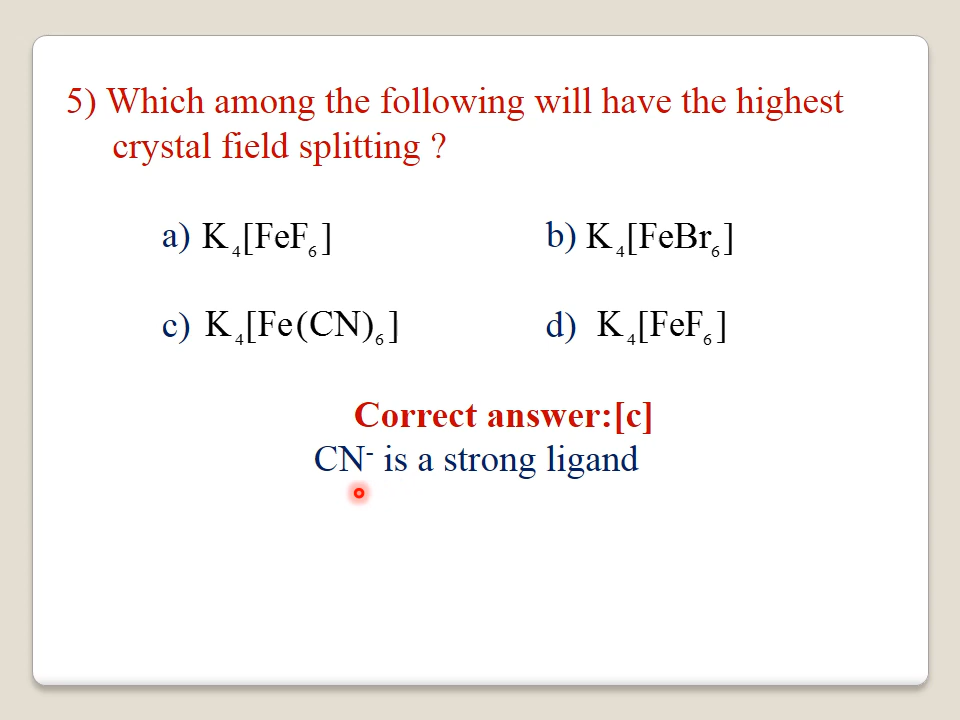 5) Which among the following will have the highest
crystal field splitting ?
a) K₄[FeF₆] b) K₄[FeBr₆]
c) K₄[Fe(CN)₆] d) K₄[FeF₆]
Correct answer:[c]
CN⁻ is a strong ligand